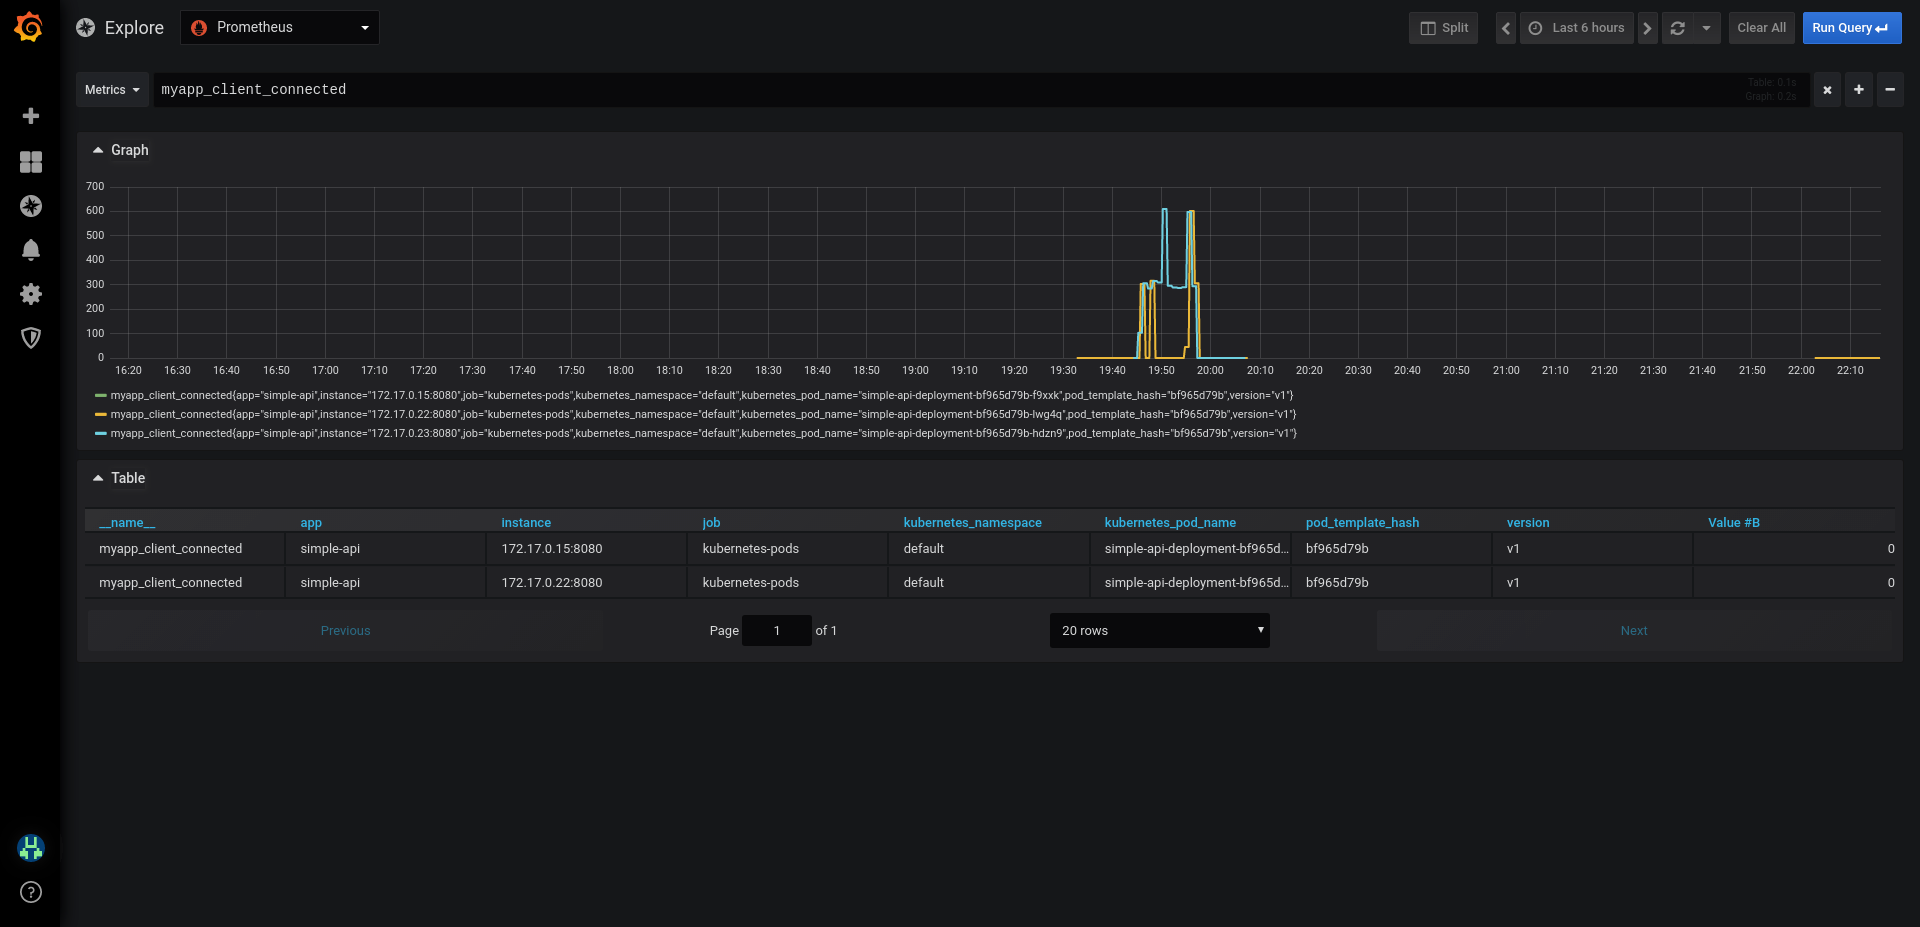 Explore Prometheus Split Last 6 hours Clear All Run Query
Metrics myapp_client_connected Table: 0.1s
Graph: 0.2s
Graph
700
600
500
400
300
200
100
0
16:20 16:30 16:40 16:50 17:00 17:10 17:20 17:30 17:40 17:50 18:00 18:10 18:20 18:30 18:40 18:50 19:00 19:10 19:20 19:30 19:40 19:50 20:00 20:10 20:20 20:30 20:40 20:50 21:00 21:10 21:20 21:30 21:40 21:50 22:00 22:10
myapp_client_connected{app="simple-api",instance="172.17.0.15:8080",job="kubernetes-pods",kubernetes_namespace="default",kubernetes_pod_name="simple-api-deployment-bf965d79b-f9xxk",pod_template_hash="bf965d79b",version="v1"}
myapp_client_connected{app="simple-api",instance="172.17.0.22:8080",job="kubernetes-pods",kubernetes_namespace="default",kubernetes_pod_name="simple-api-deployment-bf965d79b-lwg4q",pod_template_hash="bf965d79b",version="v1"}
myapp_client_connected{app="simple-api",instance="172.17.0.23:8080",job="kubernetes-pods",kubernetes_namespace="default",kubernetes_pod_name="simple-api-deployment-bf965d79b-hdzn9",pod_template_hash="bf965d79b",version="v1"}
Table
__name__ app instance job kubernetes_namespace kubernetes_pod_name pod_template_hash version Value #B
myapp_client_connected simple-api 172.17.0.15:8080 kubernetes-pods default simple-api-deployment-bf965d... bf965d79b v1 0
myapp_client_connected simple-api 172.17.0.22:8080 kubernetes-pods default simple-api-deployment-bf965d... bf965d79b v1 0
Previous Page 1 of 1 20 rows Next